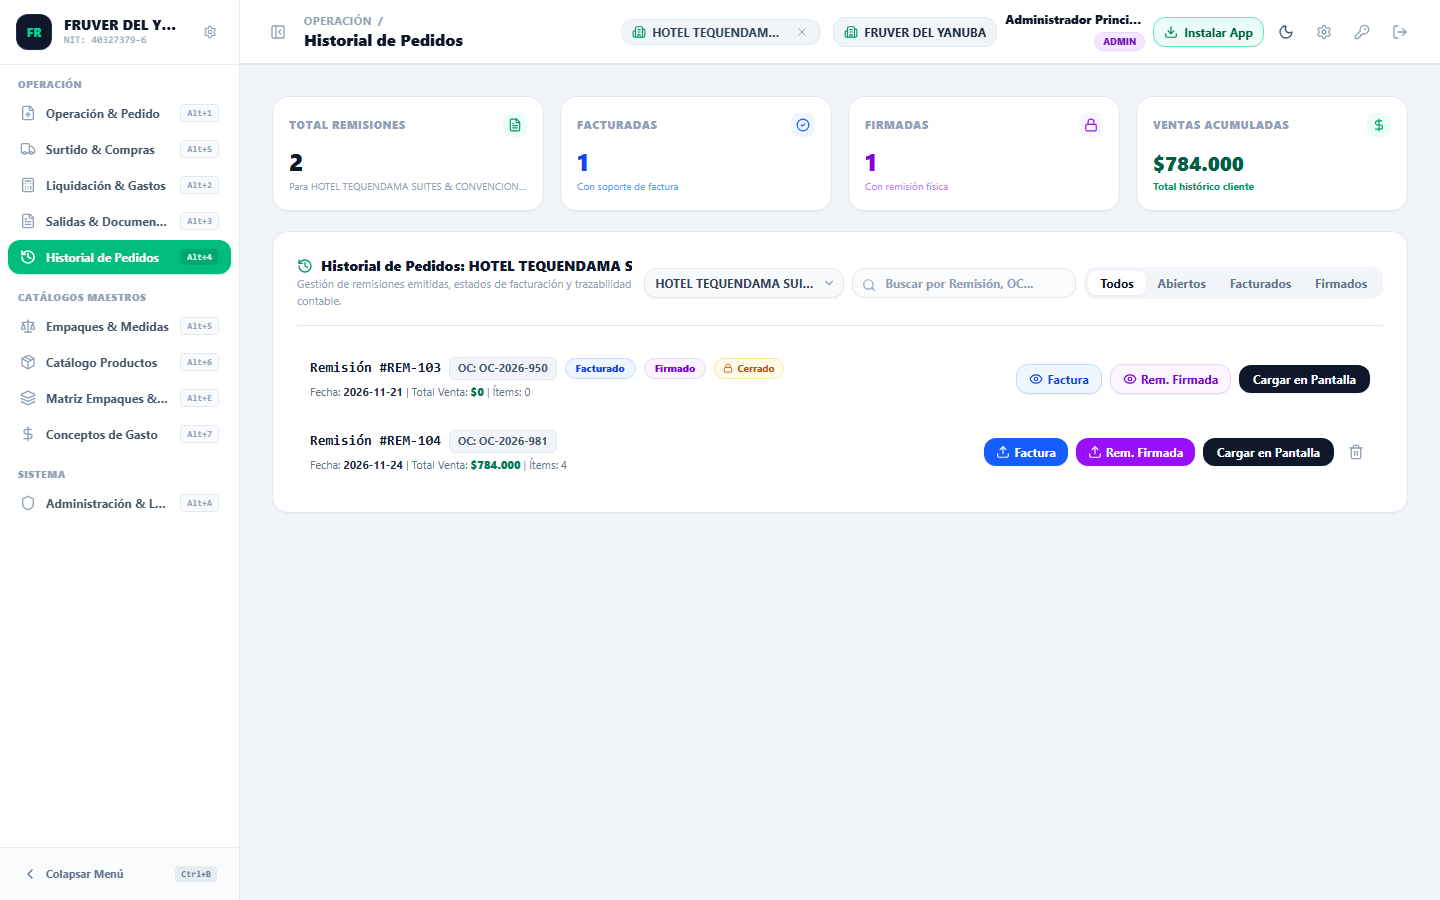 FR
FRUVER DEL Y...
NIT: 40327379-6
OPERACIÓN
Operación & Pedido Alt+1
Surtido & Compras Alt+S
Liquidación & Gastos Alt+2
Salidas & Documen... Alt+3
Historial de Pedidos Alt+4
CATÁLOGOS MAESTROS
Empaques & Medidas Alt+5
Catálogo Productos Alt+6
Matriz Empaques &... Alt+E
Conceptos de Gasto Alt+7
SISTEMA
Administración & L... Alt+A
Colapsar Menú Ctrl+B
OPERACIÓN /
Historial de Pedidos
HOTEL TEQUENDAM...
FRUVER DEL YANUBA
Administrador Princi...
ADMIN
Instalar App
TOTAL REMISIONES
2
Para HOTEL TEQUENDAMA SUITES & CONVENCION...
FACTURADAS
1
Con soporte de factura
FIRMADAS
1
Con remisión física
VENTAS ACUMULADAS
$784.000
Total histórico cliente
Historial de Pedidos: HOTEL TEQUENDAMA S
Gestión de remisiones emitidas, estados de facturación y trazabilidad
contable.
HOTEL TEQUENDAMA SUI...
Buscar por Remisión, OC...
Todos Abiertos Facturados Firmados
Remisión #REM-103 OC: OC-2026-950 Facturado Firmado Cerrado
Fecha: 2026-11-21 | Total Venta: $0 | Ítems: 0
Factura Rem. Firmada Cargar en Pantalla
Remisión #REM-104 OC: OC-2026-981
Fecha: 2026-11-24 | Total Venta: $784.000 | Ítems: 4
Factura Rem. Firmada Cargar en Pantalla